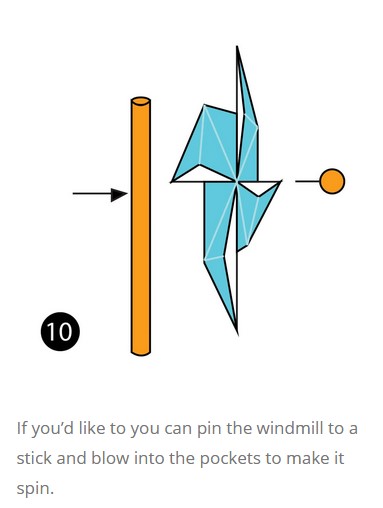 10
If you'd like to you can pin the windmill to a
stick and blow into the pockets to make it
spin.